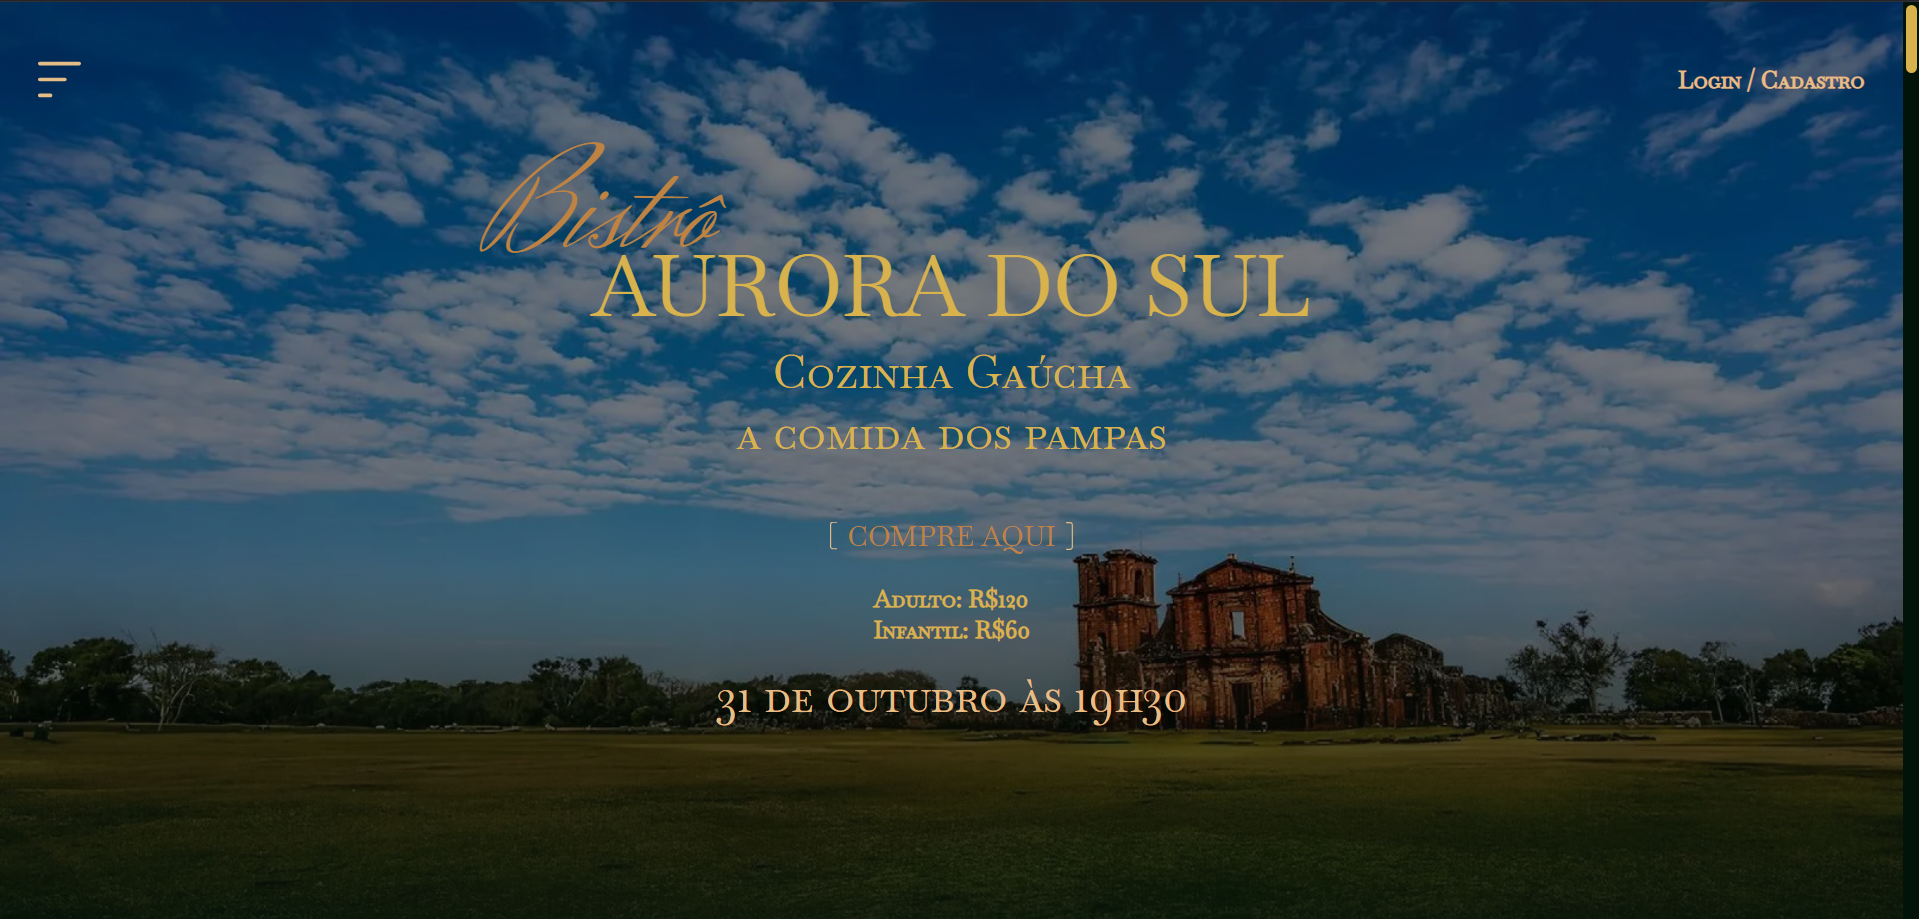 Login / Cadastro
Bistrô
AURORA DO SUL
Cozinha Gaúcha
a comida dos pampas
[ COMPRE AQUI ]
Adulto: R$120
Infantil: R$60
31 de outubro às 19h30